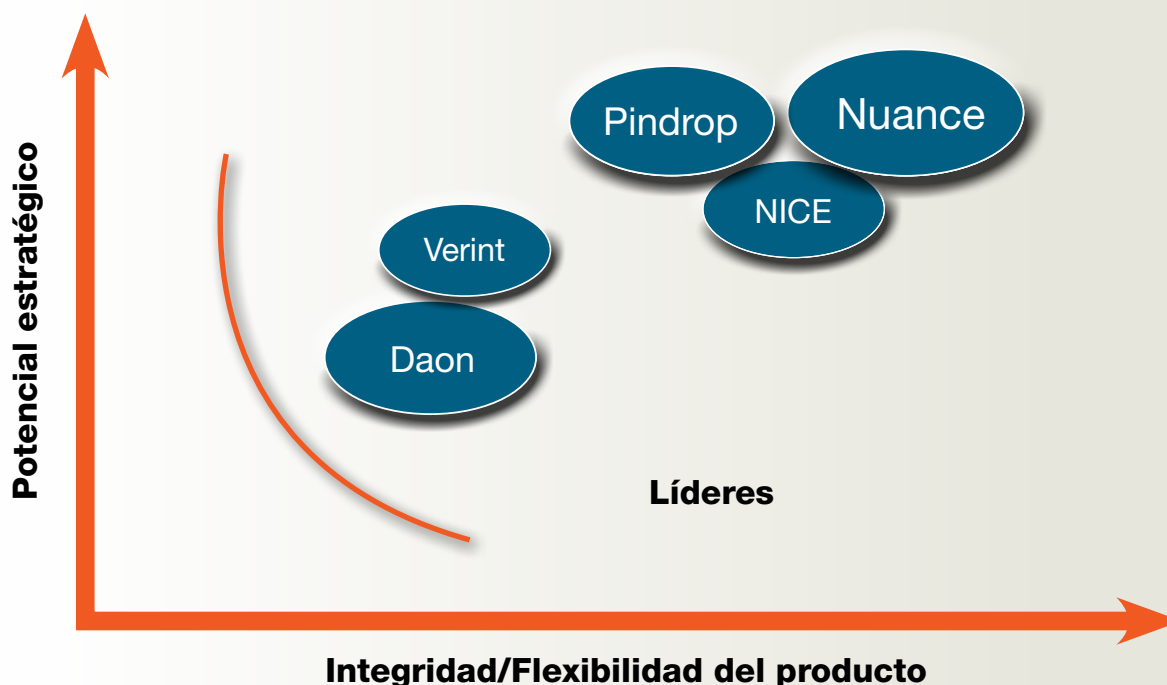 Potencial estratégico
Pindrop
Nuance
NICE
Verint
Daon
Líderes
Integridad/Flexibilidad del producto